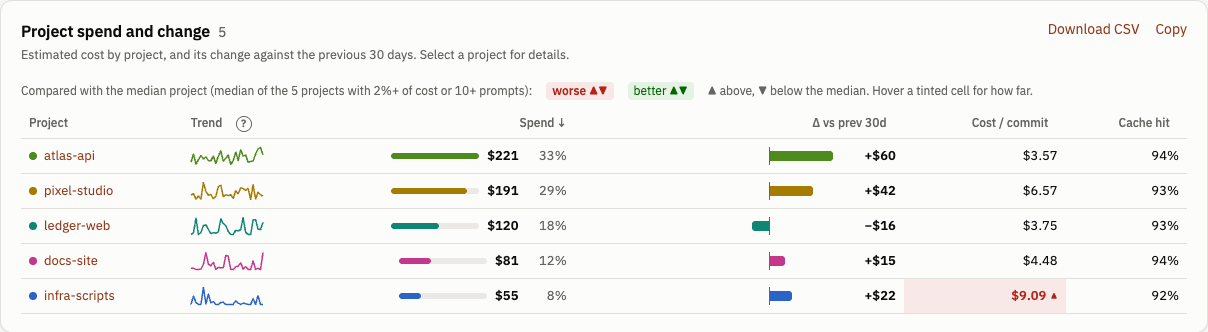 Project spend and change 5
Download CSV Copy
Estimated cost by project, and its change against the previous 30 days. Select a project for details.
Compared with the median project (median of the 5 projects with 2%+ of cost or 10+ prompts): worse ▲▼ better ▲▼ ▲ above, ▼ below the median. Hover a tinted cell for how far.
Project Trend ? Spend ↓ Δ vs prev 30d Cost / commit Cache hit
atlas-api $221 33% +$60 $3.57 94%
pixel-studio $191 29% +$42 $6.57 93%
ledger-web $120 18% −$16 $3.75 93%
docs-site $81 12% +$15 $4.48 94%
infra-scripts $55 8% +$22 $9.09 ▲ 92%